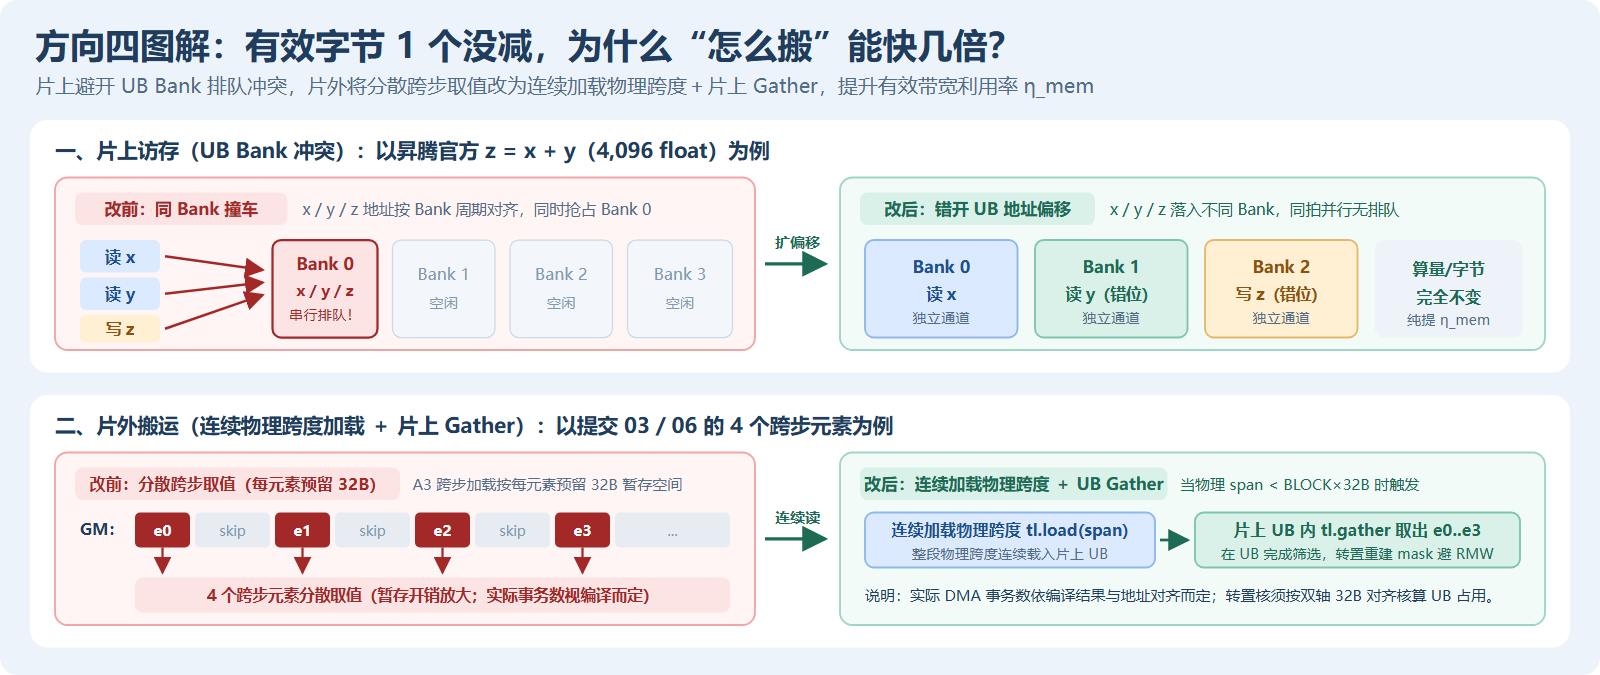 方向四图解：有效字节 1 个没减，为什么“怎么搬”能快几倍？
片上避开 UB Bank 排队冲突，片外将分散跨步取值改为连续加载物理跨度 + 片上 Gather，提升有效带宽利用率 η_mem
一、片上访存（UB Bank 冲突）：以昇腾官方 z = x + y（4,096 float）为例
改前：同 Bank 撞车
x / y / z 地址按 Bank 周期对齐，同时抢占 Bank 0
读 x
读 y
写 z
Bank 0
x / y / z
串行排队！
Bank 1
空闲
Bank 2
空闲
Bank 3
空闲
扩偏移
改后：错开 UB 地址偏移
x / y / z 落入不同 Bank，同拍并行无排队
Bank 0
读 x
独立通道
Bank 1
读 y（错位）
独立通道
Bank 2
写 z（错位）
独立通道
算量/字节
完全不变
纯提 η_mem
二、片外搬运（连续物理跨度加载 + 片上 Gather）：以提交 03 / 06 的 4 个跨步元素为例
改前：分散跨步取值（每元素预留 32B）
A3 跨步加载按每元素预留 32B 暂存空间
GM：
e0
skip
e1
skip
e2
skip
e3
...
4 个跨步元素分散取值（暂存开销放大；实际事务数视编译而定）
连续读
改后：连续加载物理跨度 + UB Gather
当物理 span < BLOCK×32B 时触发
连续加载物理跨度 tl.load(span)
整段物理跨度连续载入片上 UB
片上 UB 内 tl.gather 取出 e0..e3
在 UB 完成筛选，转置重建 mask 避 RMW
说明：实际 DMA 事务数依编译结果与地址对齐而定；转置核须按双轴 32B 对齐核算 UB 占用。